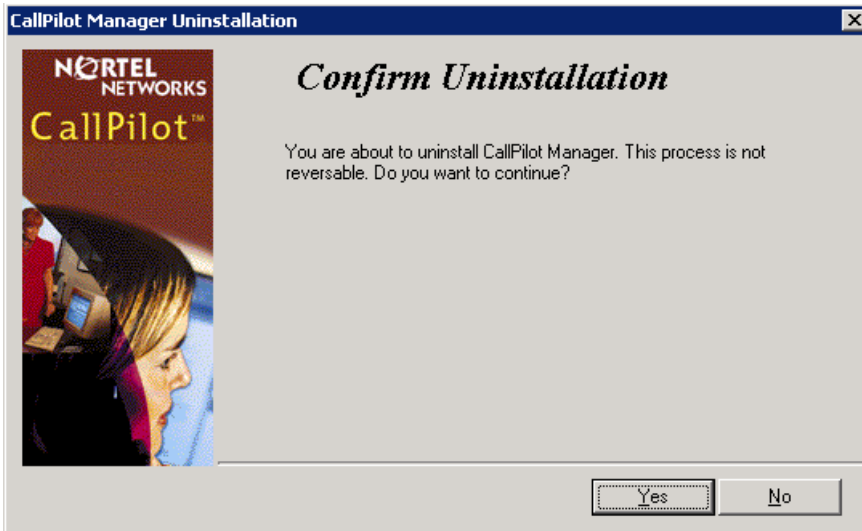 CallPilot Manager Uninstallation
NORTEL
NETWORKS
CallPilot™
Confirm Uninstallation
You are about to uninstall CallPilot Manager. This process is not
reversable. Do you want to continue?
Yes
No